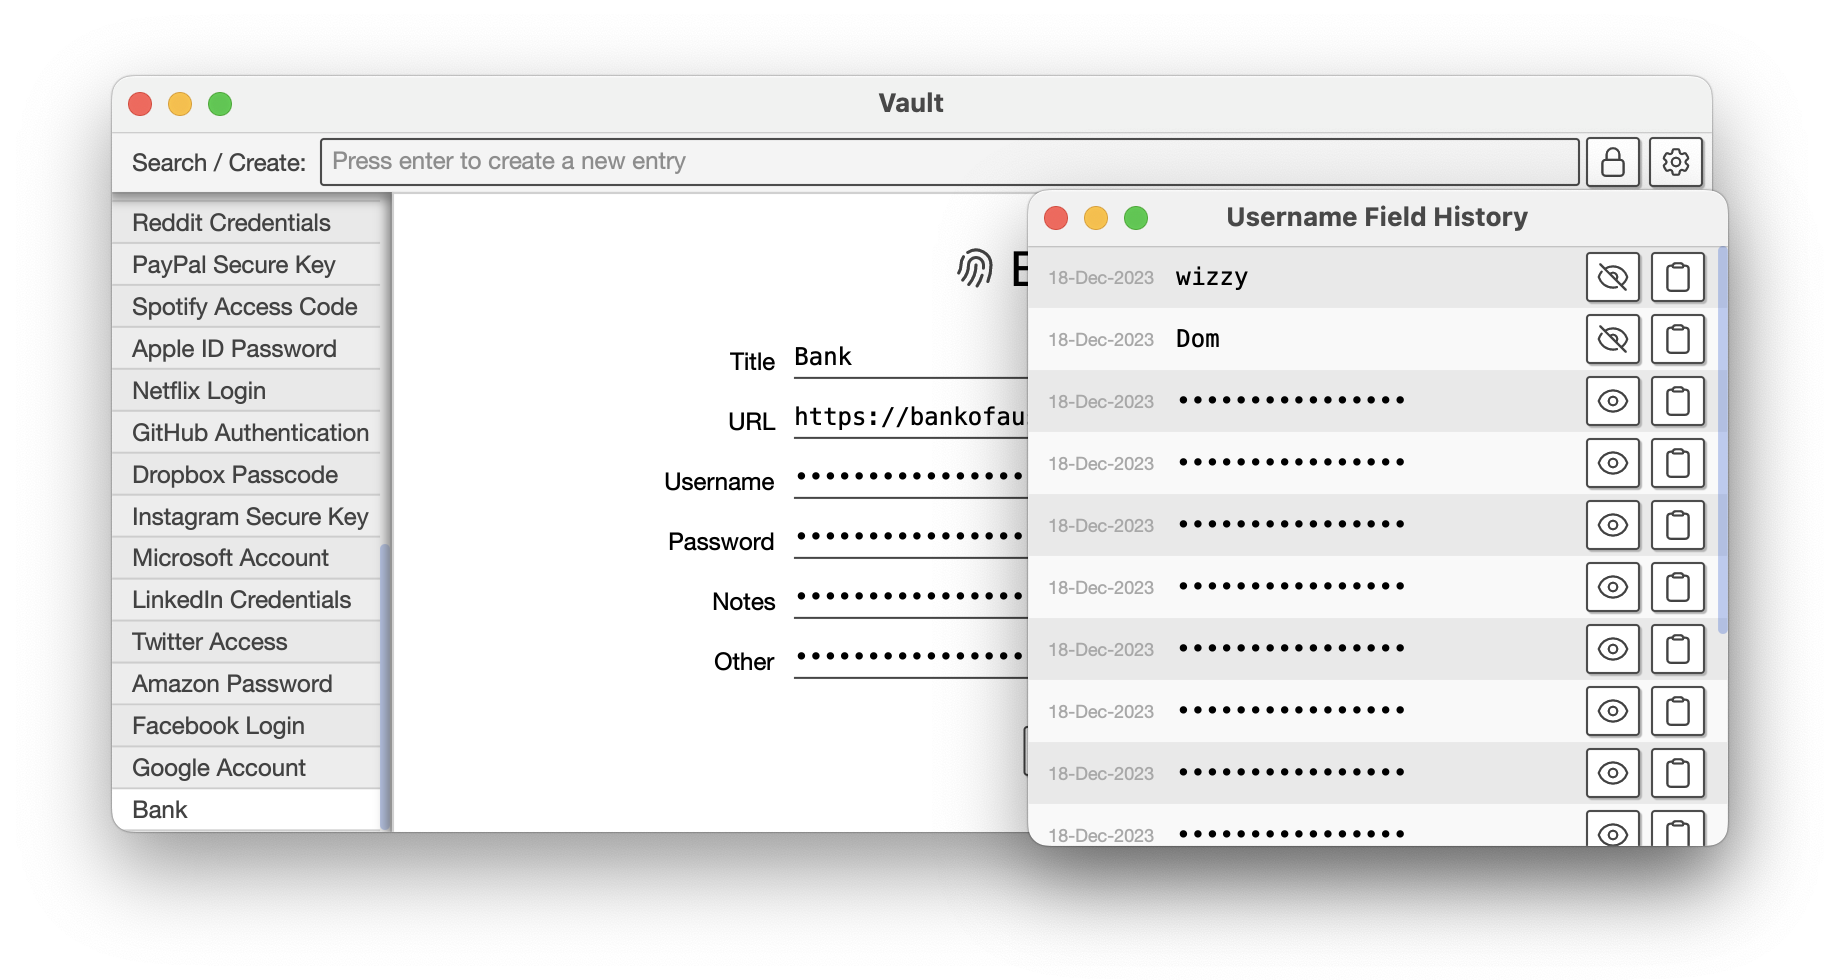 Vault
Search / Create:
Press enter to create a new entry
Reddit Credentials
PayPal Secure Key
Spotify Access Code
Apple ID Password
Netflix Login
GitHub Authentication
Dropbox Passcode
Instagram Secure Key
Microsoft Account
LinkedIn Credentials
Twitter Access
Amazon Password
Facebook Login
Google Account
Bank
Title Bank
URL https://bankofau
Username ••••••••••••••••
Password ••••••••••••••••
Notes ••••••••••••••••
Other ••••••••••••••••
Username Field History
18-Dec-2023 wizzy
18-Dec-2023 Dom
18-Dec-2023 ••••••••••••••••
18-Dec-2023 ••••••••••••••••
18-Dec-2023 ••••••••••••••••
18-Dec-2023 ••••••••••••••••
18-Dec-2023 ••••••••••••••••
18-Dec-2023 ••••••••••••••••
18-Dec-2023 ••••••••••••••••
18-Dec-2023 ••••••••••••••••